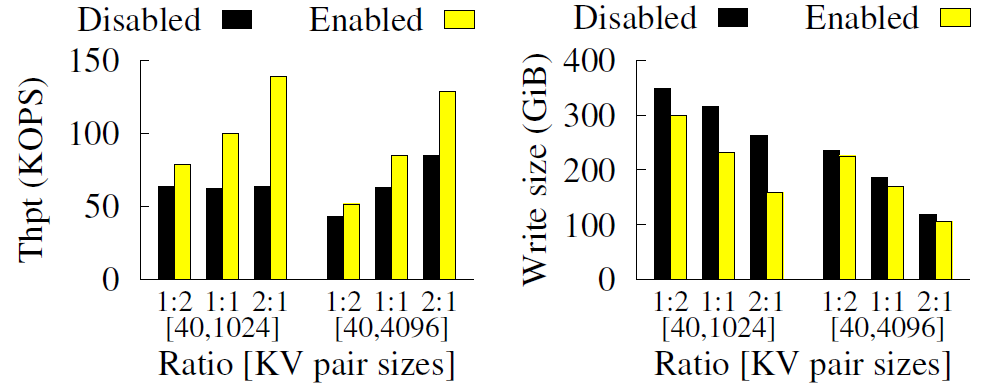 Disabled Enabled
150
100
50
0
Thpt (KOPS)
1:2 1:1 2:1 1:2 1:1 2:1
[40,1024] [40,4096]
Ratio [KV pair sizes]
Disabled Enabled
400
300
200
100
0
Write size (GiB)
1:2 1:1 2:1 1:2 1:1 2:1
[40,1024] [40,4096]
Ratio [KV pair sizes]